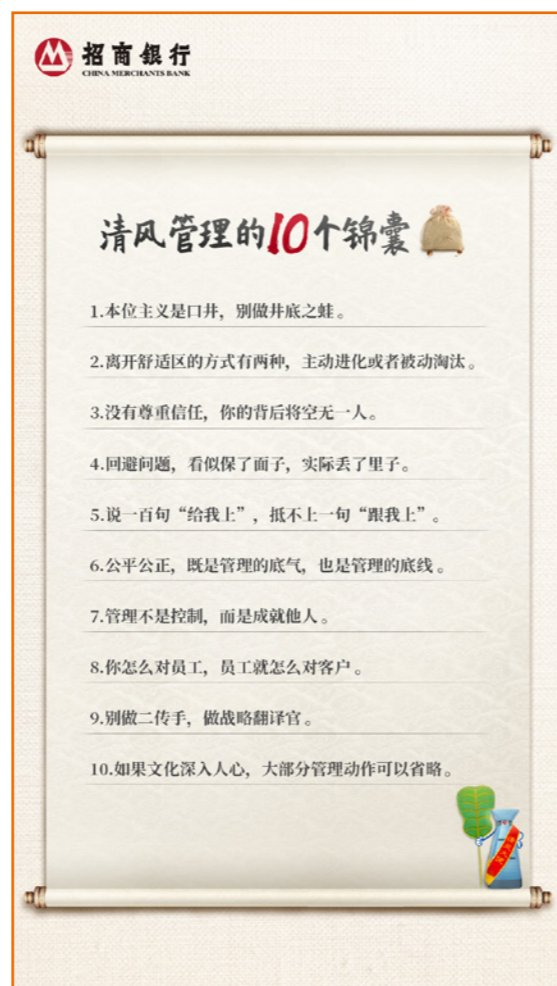 招商银行
CHINA MERCHANTS BANK
清风管理的10个锦囊
1.本位主义是口井，别做井底之蛙。
2.离开舒适区的方式有两种，主动进化或者被动淘汰。
3.没有尊重信任，你的背后将空无一人。
4.回避问题，看似保了面子，实际丢了里子。
5.说一百句“给我上”，抵不上一句“跟我上”。
6.公平公正，既是管理的底气，也是管理的底线。
7.管理不是控制，而是成就他人。
8.你怎么对员工，员工就怎么对客户。
9.别做二传手，做战略翻译官。
10.如果文化深入人心，大部分管理动作可以省略。